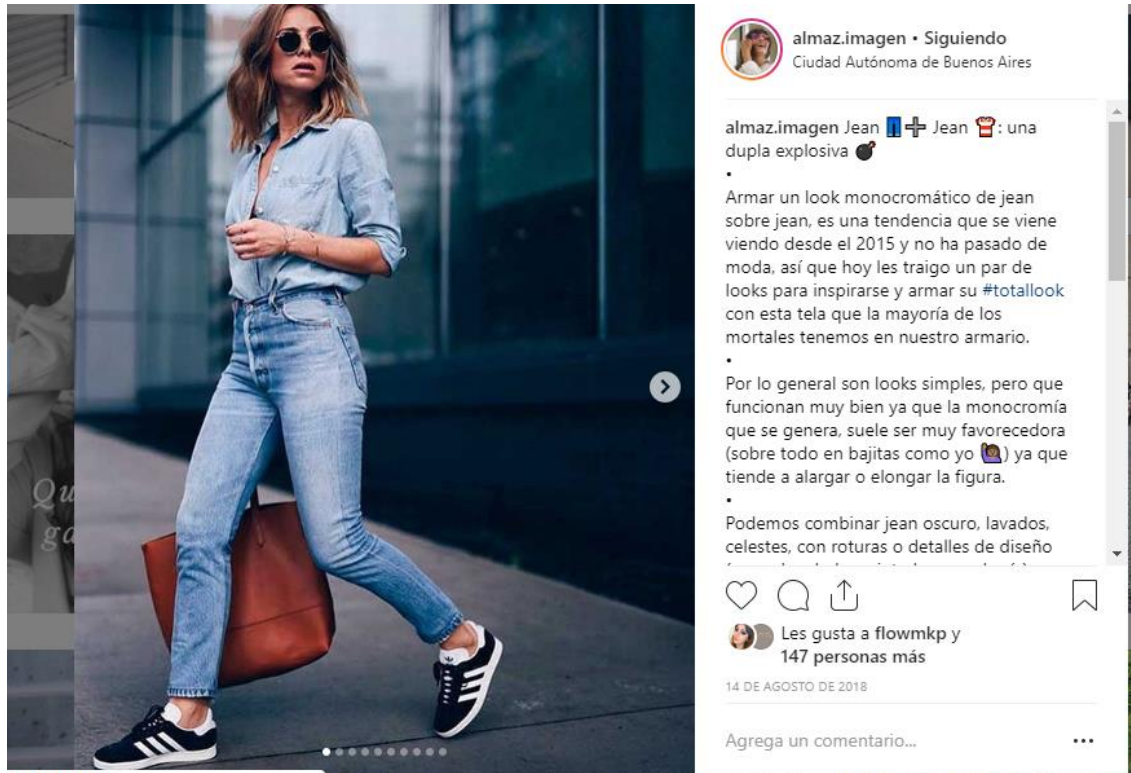 almaz.imagen • Siguiendo
Ciudad Autónoma de Buenos Aires
almaz.imagen Jean 👖➕ Jean 👚: una
dupla explosiva 💣
•
Armar un look monocromático de jean
sobre jean, es una tendencia que se viene
viendo desde el 2015 y no ha pasado de
moda, así que hoy les traigo un par de
looks para inspirarse y armar su #totallook
con esta tela que la mayoría de los
mortales tenemos en nuestro armario.
•
Por lo general son looks simples, pero que
funcionan muy bien ya que la monocromía
que se genera, suele ser muy favorecedora
(sobre todo en bajitas como yo 🙋🏾) ya que
tiende a alargar o elongar la figura.
•
Podemos combinar jean oscuro, lavados,
celestes, con roturas o detalles de diseño
Les gusta a flowmkp y
147 personas más
14 DE AGOSTO DE 2018
Agrega un comentario...